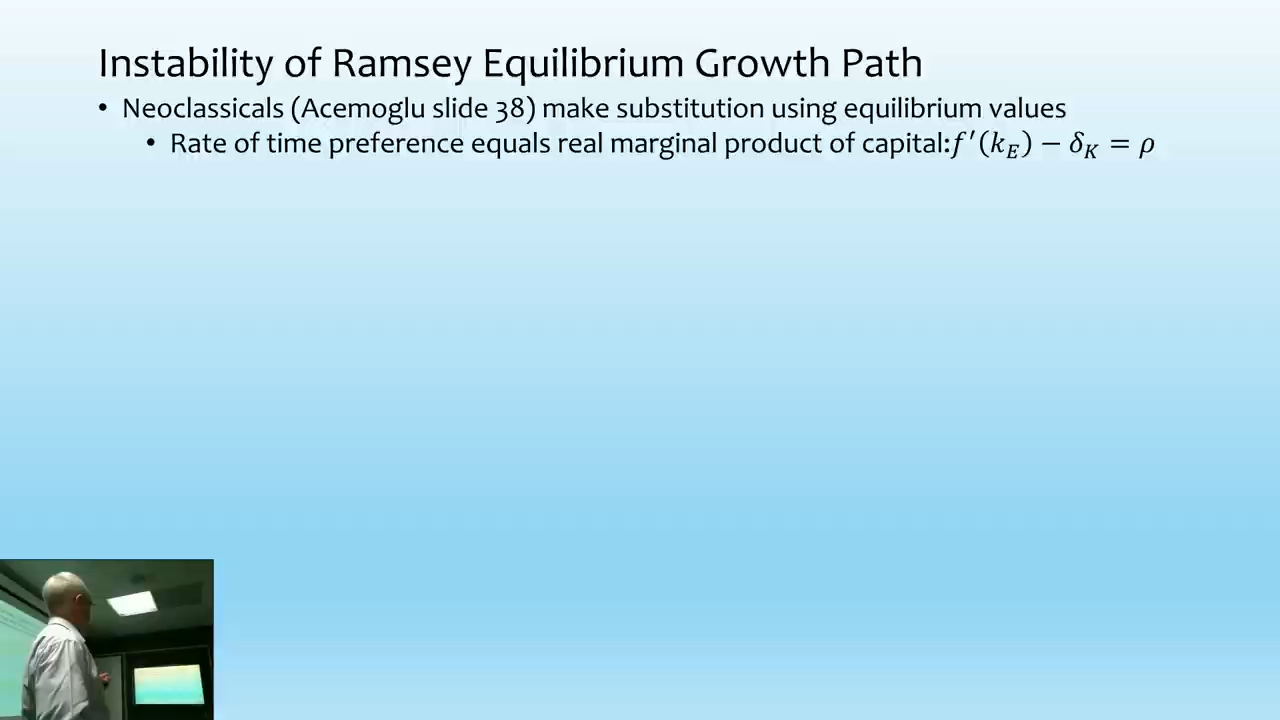 Instability of Ramsey Equilibrium Growth Path
• Neoclassicals (Acemoglu slide 38) make substitution using equilibrium values
• Rate of time preference equals real marginal product of capital: f′(k_E) − δ_K = ρ